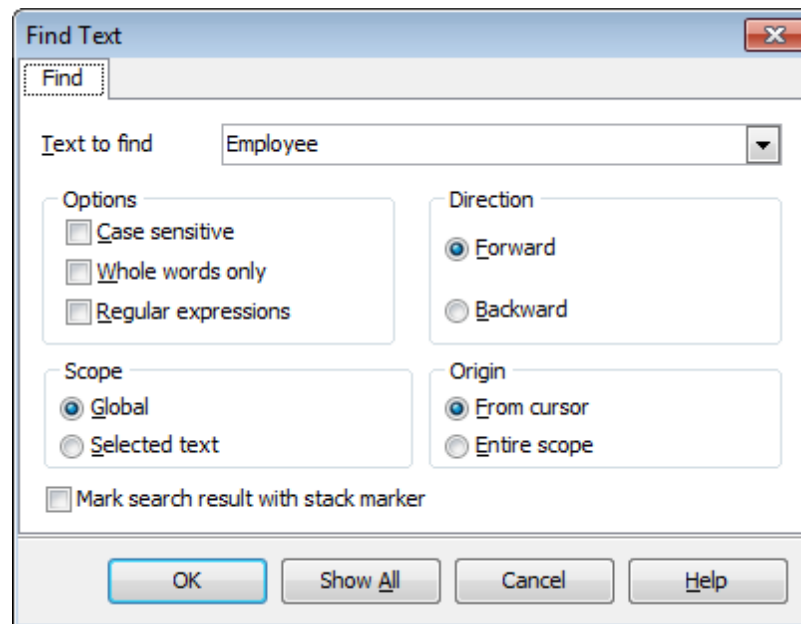 Find Text
Find
Text to find Employee
Options
Case sensitive
Whole words only
Regular expressions
Direction
Forward
Backward
Scope
Global
Selected text
Origin
From cursor
Entire scope
Mark search result with stack marker
OK Show All Cancel Help